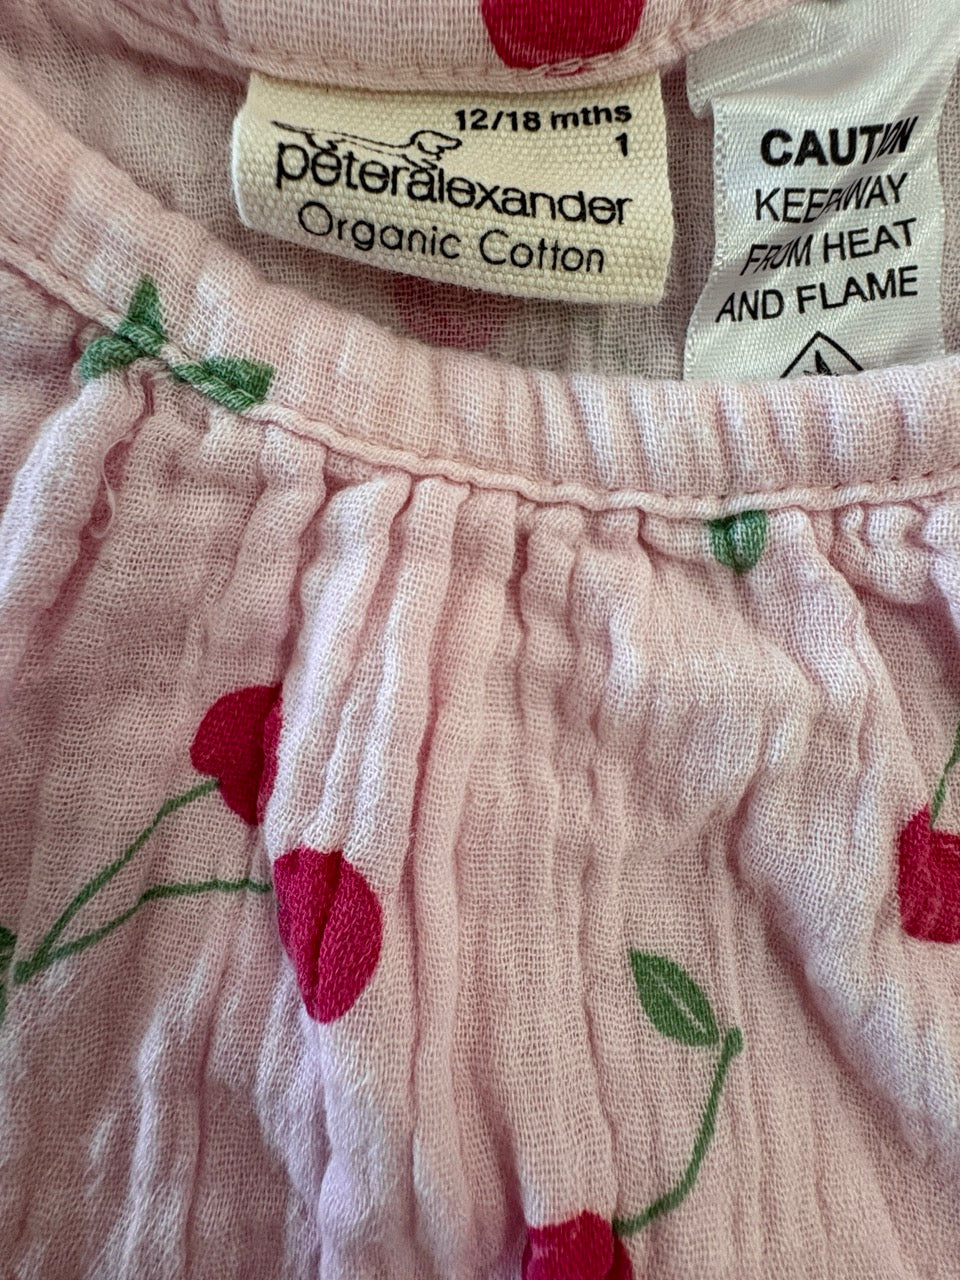 12/18 mths
1
peteralexander
Organic Cotton
CAUTION
KEEP AWAY
FROM HEAT
AND FLAME